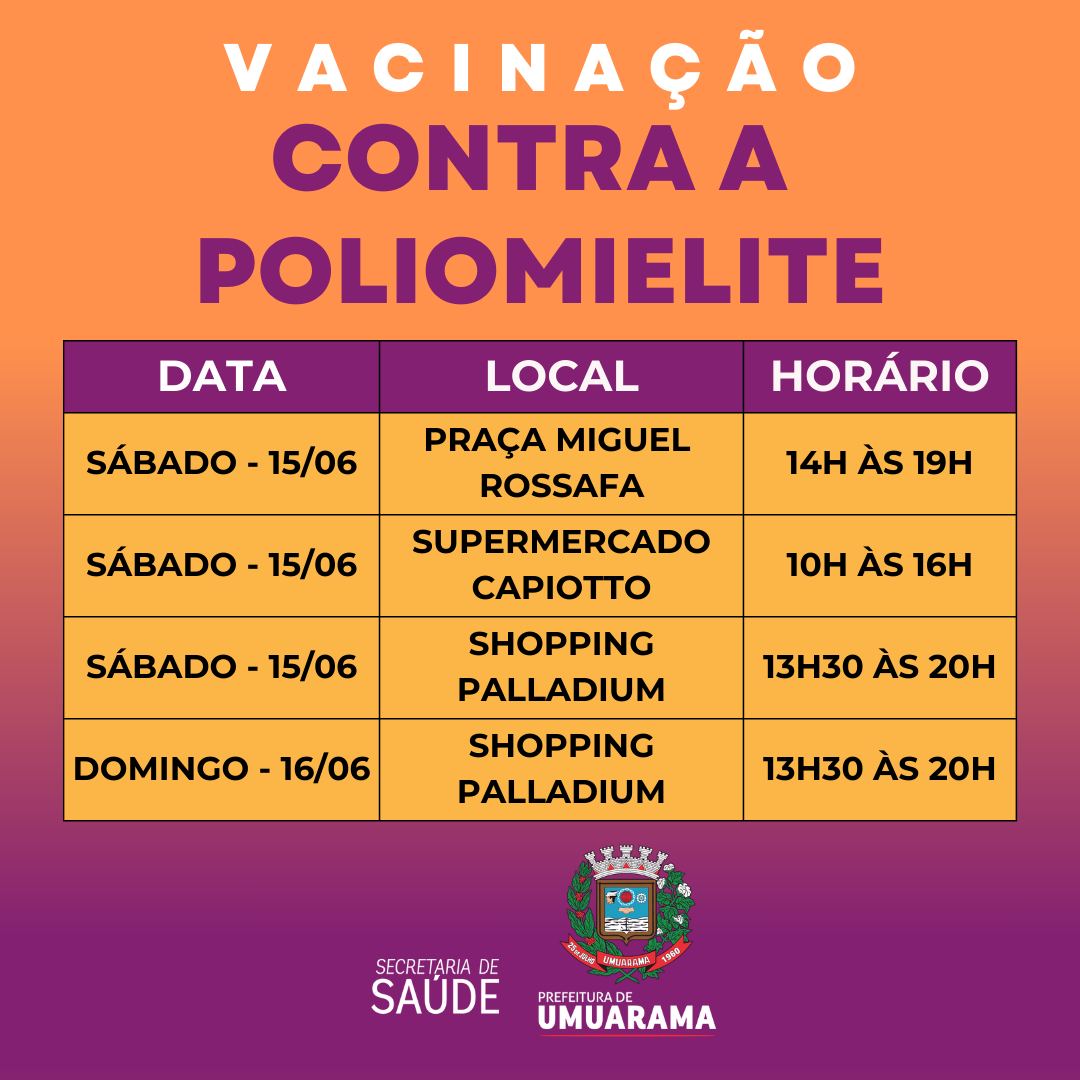 VACINAÇÃO
CONTRA A
POLIOMIELITE
DATA LOCAL HORÁRIO
SÁBADO - 15/06 PRAÇA MIGUEL ROSSAFA 14H ÀS 19H
SÁBADO - 15/06 SUPERMERCADO CAPIOTTO 10H ÀS 16H
SÁBADO - 15/06 SHOPPING PALLADIUM 13H30 ÀS 20H
DOMINGO - 16/06 SHOPPING PALLADIUM 13H30 ÀS 20H
25 DE JULHO UMUARAMA 1960
SECRETARIA DE
SAÚDE
PREFEITURA DE
UMUARAMA